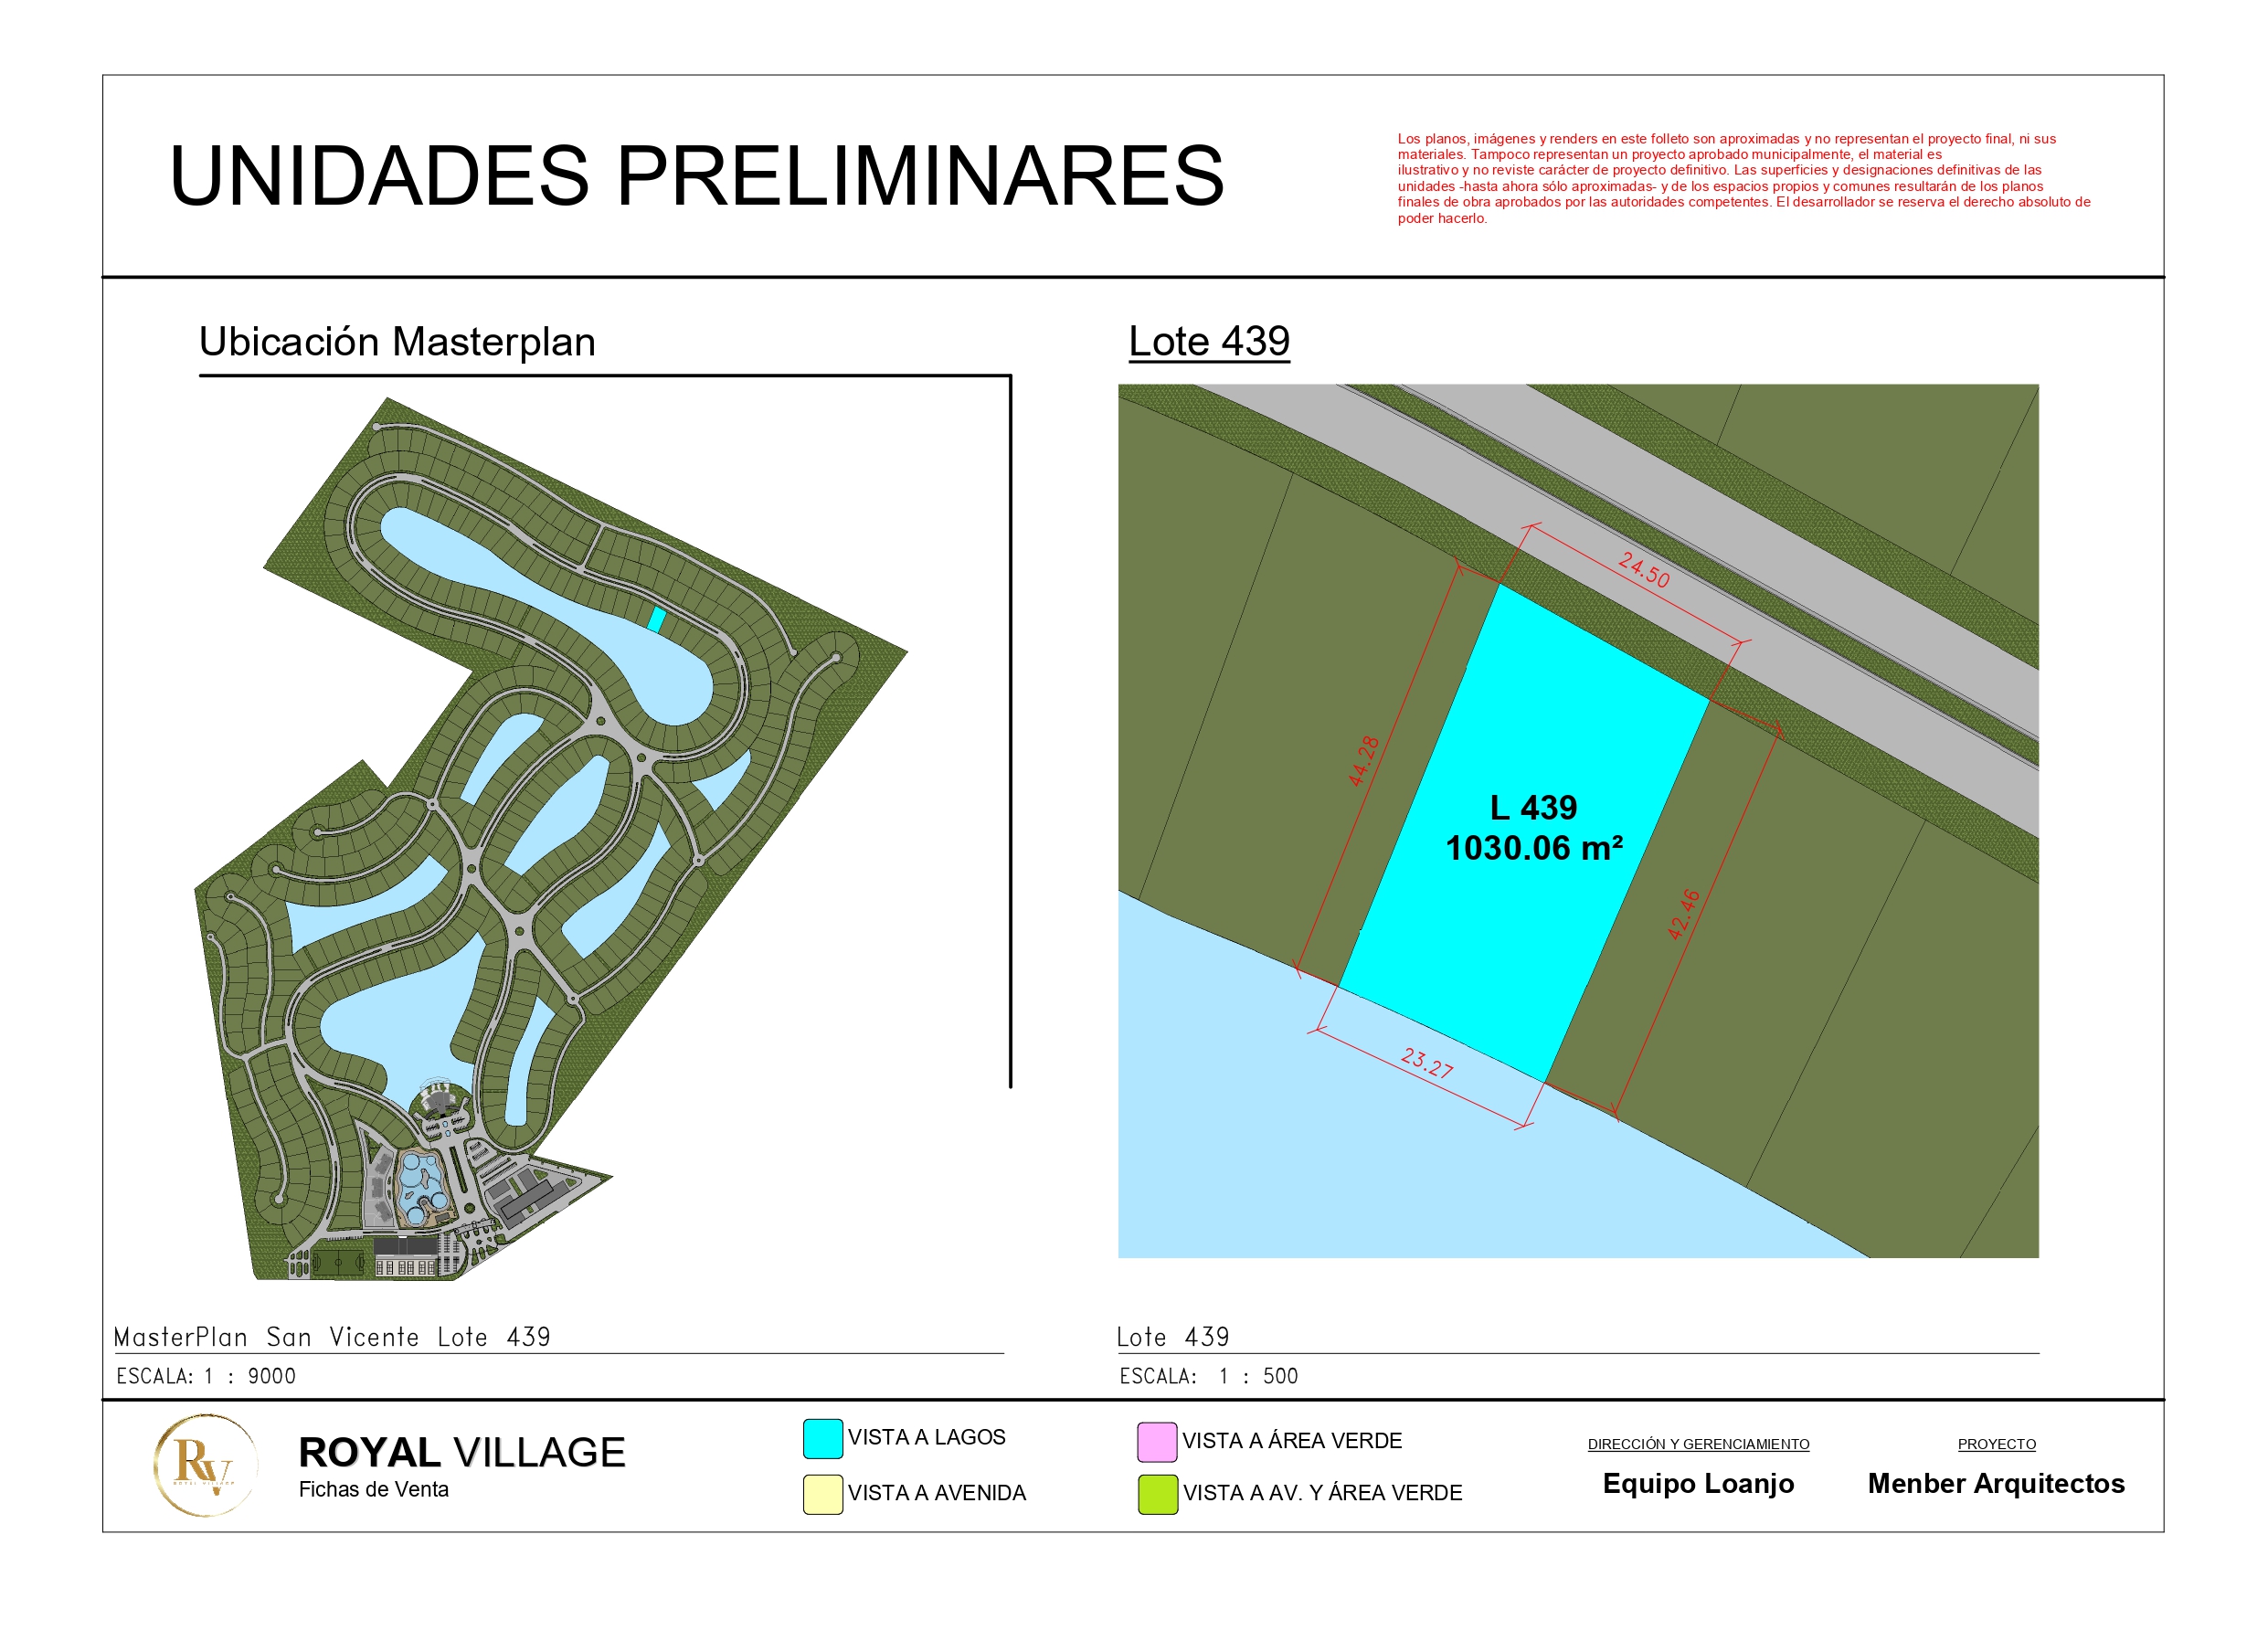 UNIDADES PRELIMINARES
Los planos, imágenes y renders en este folleto son aproximadas y no representan el proyecto final, ni sus
materiales. Tampoco representan un proyecto aprobado municipalmente, el material es
ilustrativo y no reviste carácter de proyecto definitivo. Las superficies y designaciones definitivas de las
unidades -hasta ahora sólo aproximadas- y de los espacios propios y comunes resultarán de los planos
finales de obra aprobados por las autoridades competentes. El desarrollador se reserva el derecho absoluto de
poder hacerlo.
Ubicación Masterplan
Lote 439
24.50
44.28
L 439
1030.06 m²
42.46
23.27
MasterPlan San Vicente Lote 439
ESCALA: 1 : 9000
Lote 439
ESCALA: 1 : 500
RV
ROYAL VILLAGE
ROYAL VILLAGE
Fichas de Venta
VISTA A LAGOS
VISTA A AVENIDA
VISTA A ÁREA VERDE
VISTA A AV. Y ÁREA VERDE
DIRECCIÓN Y GERENCIAMIENTO
Equipo Loanjo
PROYECTO
Menber Arquitectos